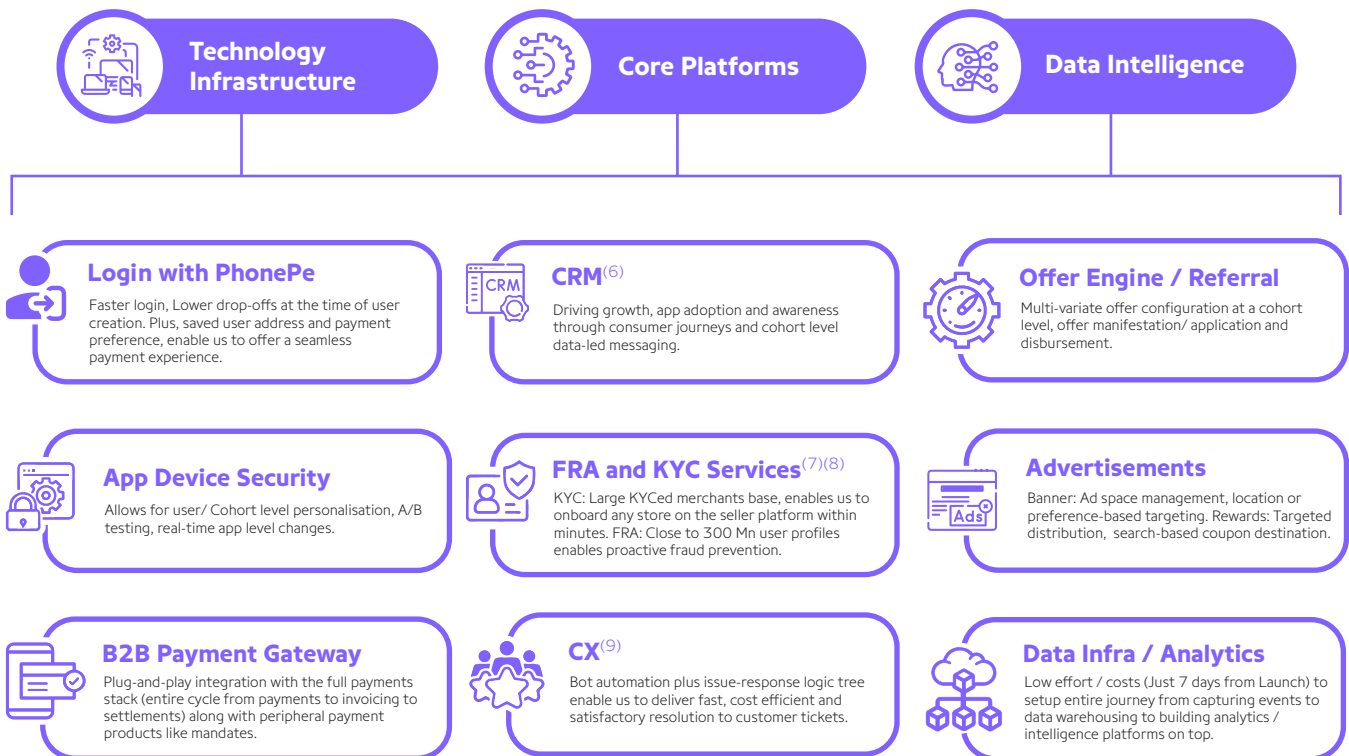 Technology
Infrastructure
Core Platforms
Data Intelligence
Login with PhonePe
Faster login, Lower drop-offs at the time of user
creation. Plus, saved user address and payment
preference, enable us to offer a seamless
payment experience.
CRM
CRM(6)
Driving growth, app adoption and awareness
through consumer journeys and cohort level
data-led messaging.
Offer Engine / Referral
Multi-variate offer configuration at a cohort
level, offer manifestation/ application and
disbursement.
App Device Security
Allows for user/ Cohort level personalisation, A/B
testing, real-time app level changes.
FRA and KYC Services(7)(8)
KYC: Large KYCed merchants base, enables us to
onboard any store on the seller platform within
minutes. FRA: Close to 300 Mn user profiles
enables proactive fraud prevention.
Ads
Advertisements
Banner: Ad space management, location or
preference-based targeting. Rewards: Targeted
distribution, search-based coupon destination.
B2B Payment Gateway
Plug-and-play integration with the full payments
stack (entire cycle from payments to invoicing to
settlements) along with peripheral payment
products like mandates.
CX(9)
Bot automation plus issue-response logic tree
enable us to deliver fast, cost efficient and
satisfactory resolution to customer tickets.
Data Infra / Analytics
Low effort / costs (Just 7 days from Launch) to
setup entire journey from capturing events to
data warehousing to building analytics /
intelligence platforms on top.